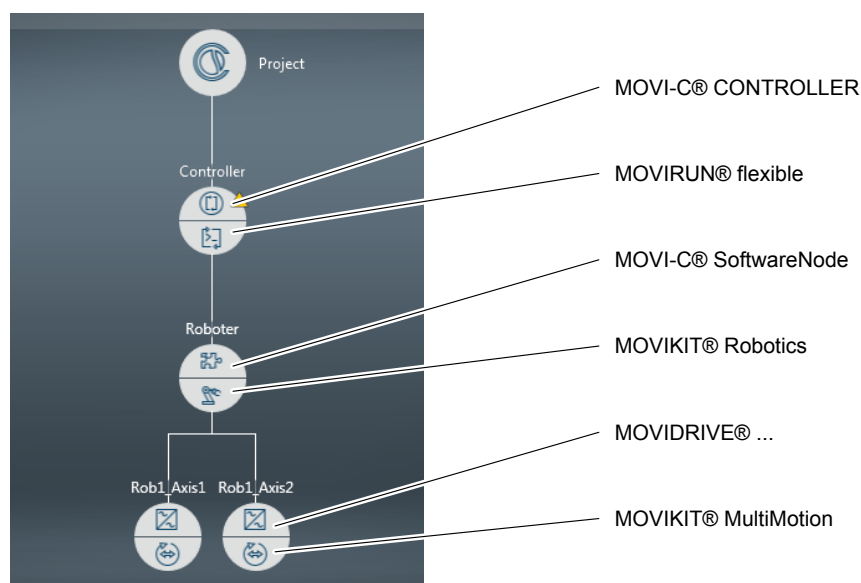 Project
MOVI-C® CONTROLLER
Controller
MOVIRUN® flexible
MOVI-C® SoftwareNode
Roboter
MOVIKIT® Robotics
MOVIDRIVE® ...
Rob1_Axis1 Rob1_Axis2
MOVIKIT® MultiMotion